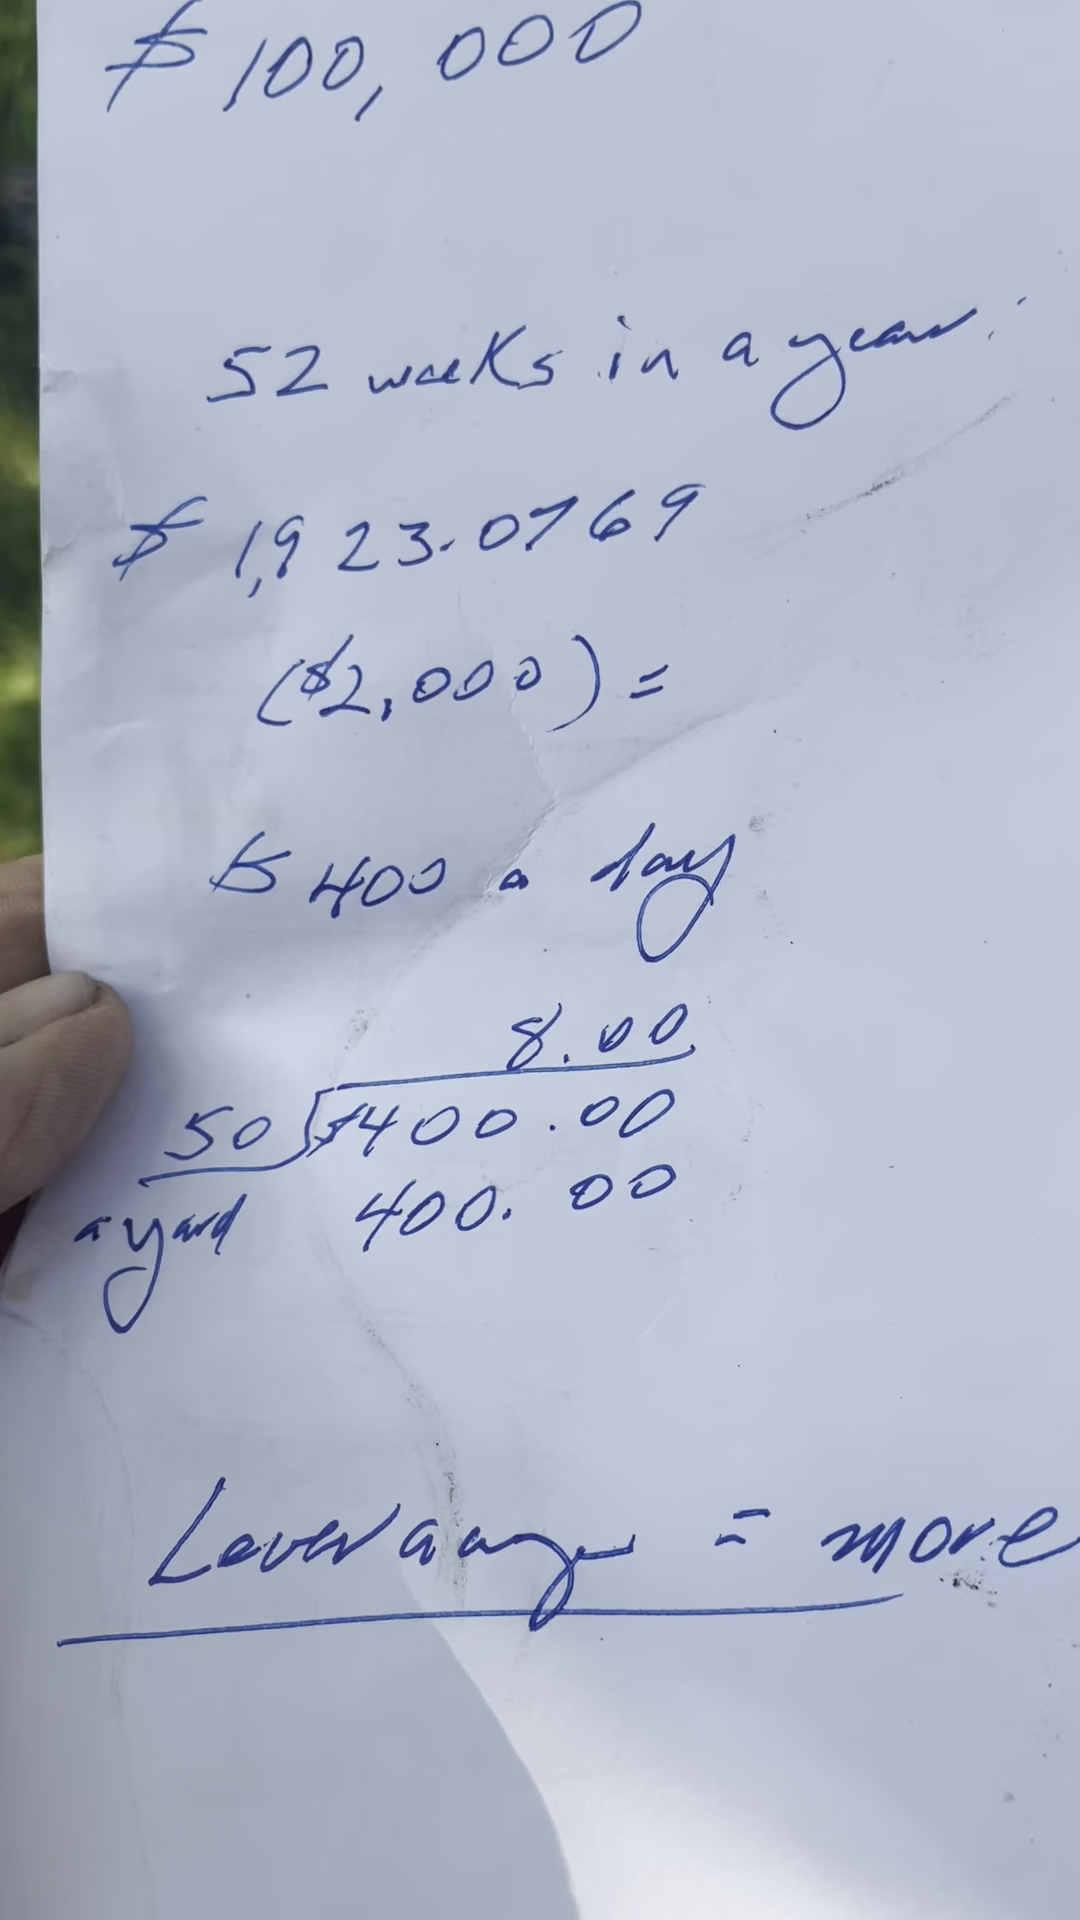 $ 100,000
52 weeks in a year.
$ 1,923.0769
($2,000) =
$ 400 a day
8.00
50 $400.00
a yard 400.00
= more